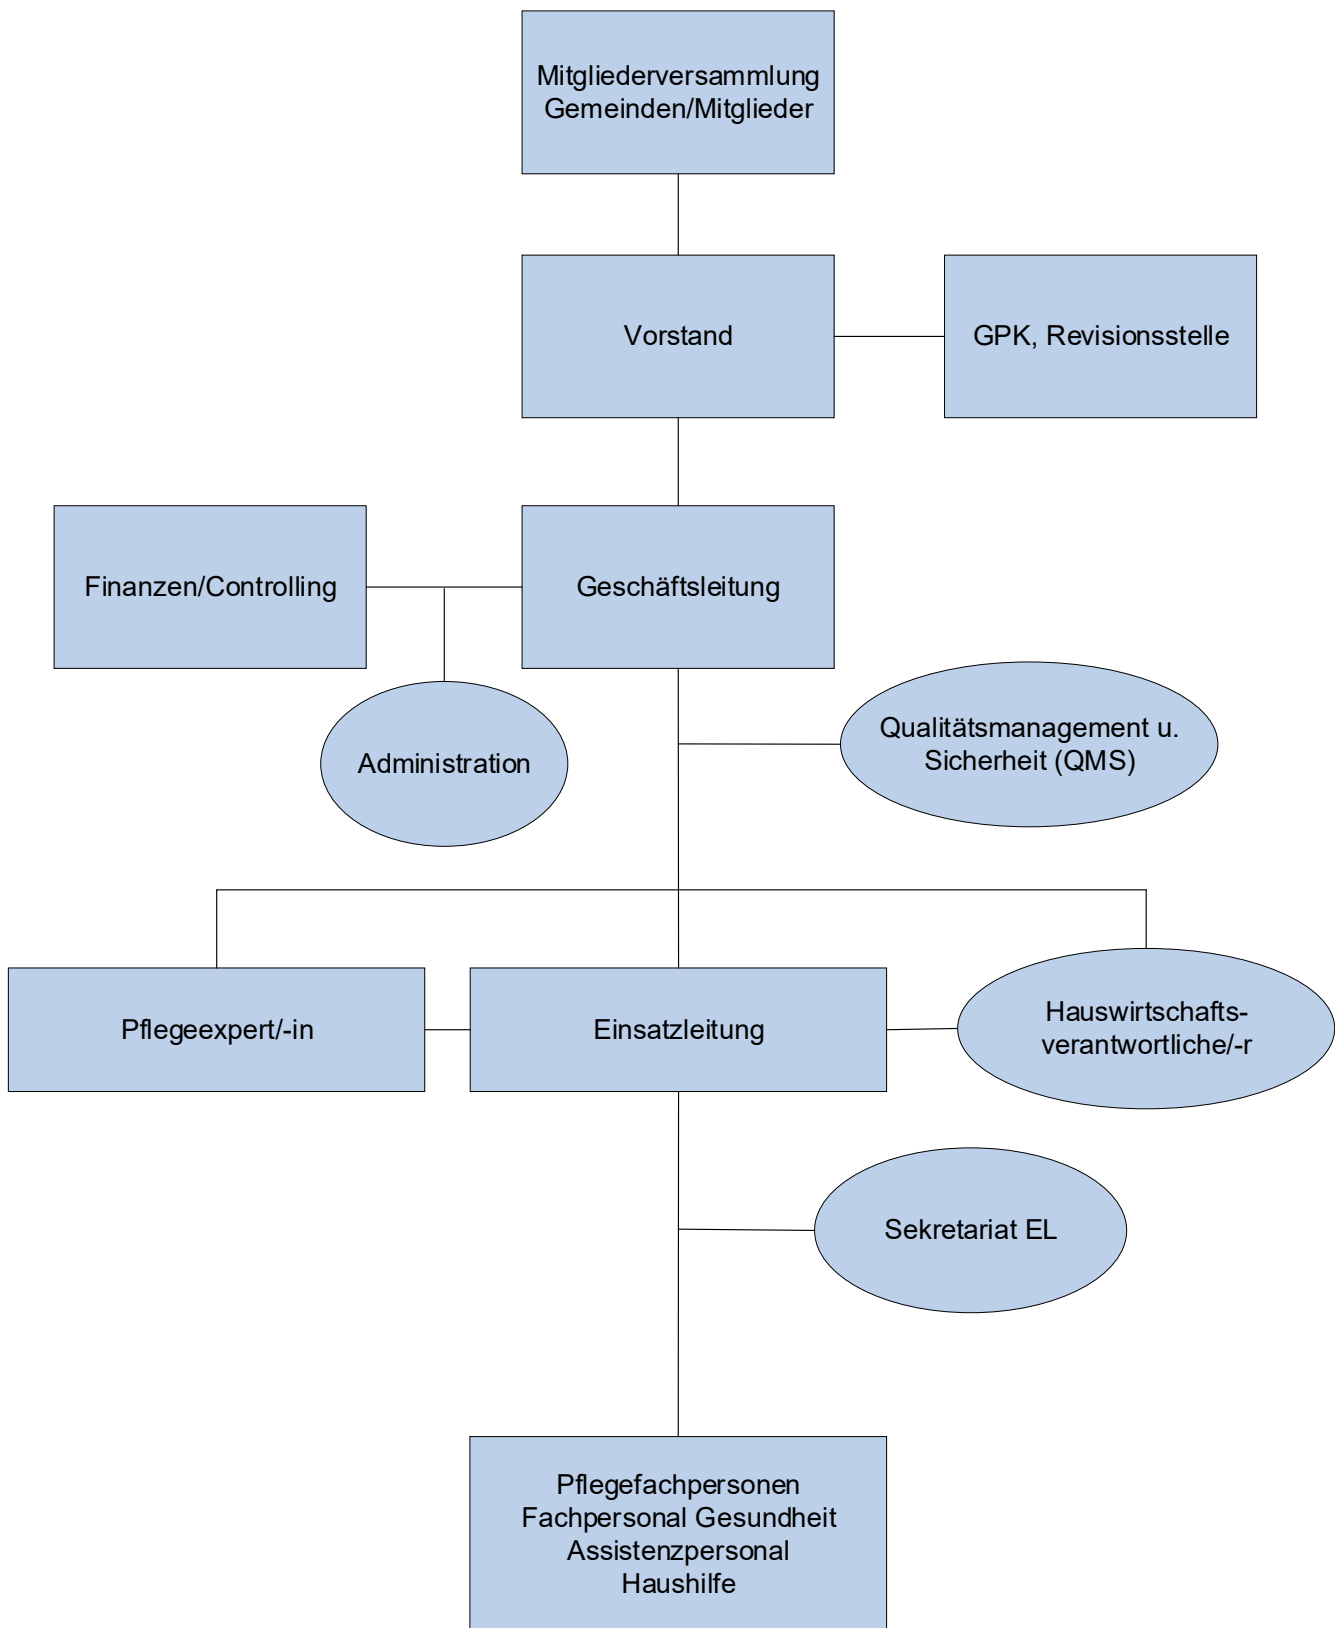 Mitgliederversammlung
Gemeinden/Mitglieder
Vorstand
GPK, Revisionsstelle
Finanzen/Controlling
Geschäftsleitung
Qualitätsmanagement u.
Sicherheit (QMS)
Administration
Pflegeexpert/-in
Einsatzleitung
Hauswirtschafts-
verantwortliche/-r
Sekretariat EL
Pflegefachpersonen
Fachpersonal Gesundheit
Assistenzpersonal
Haushilfe